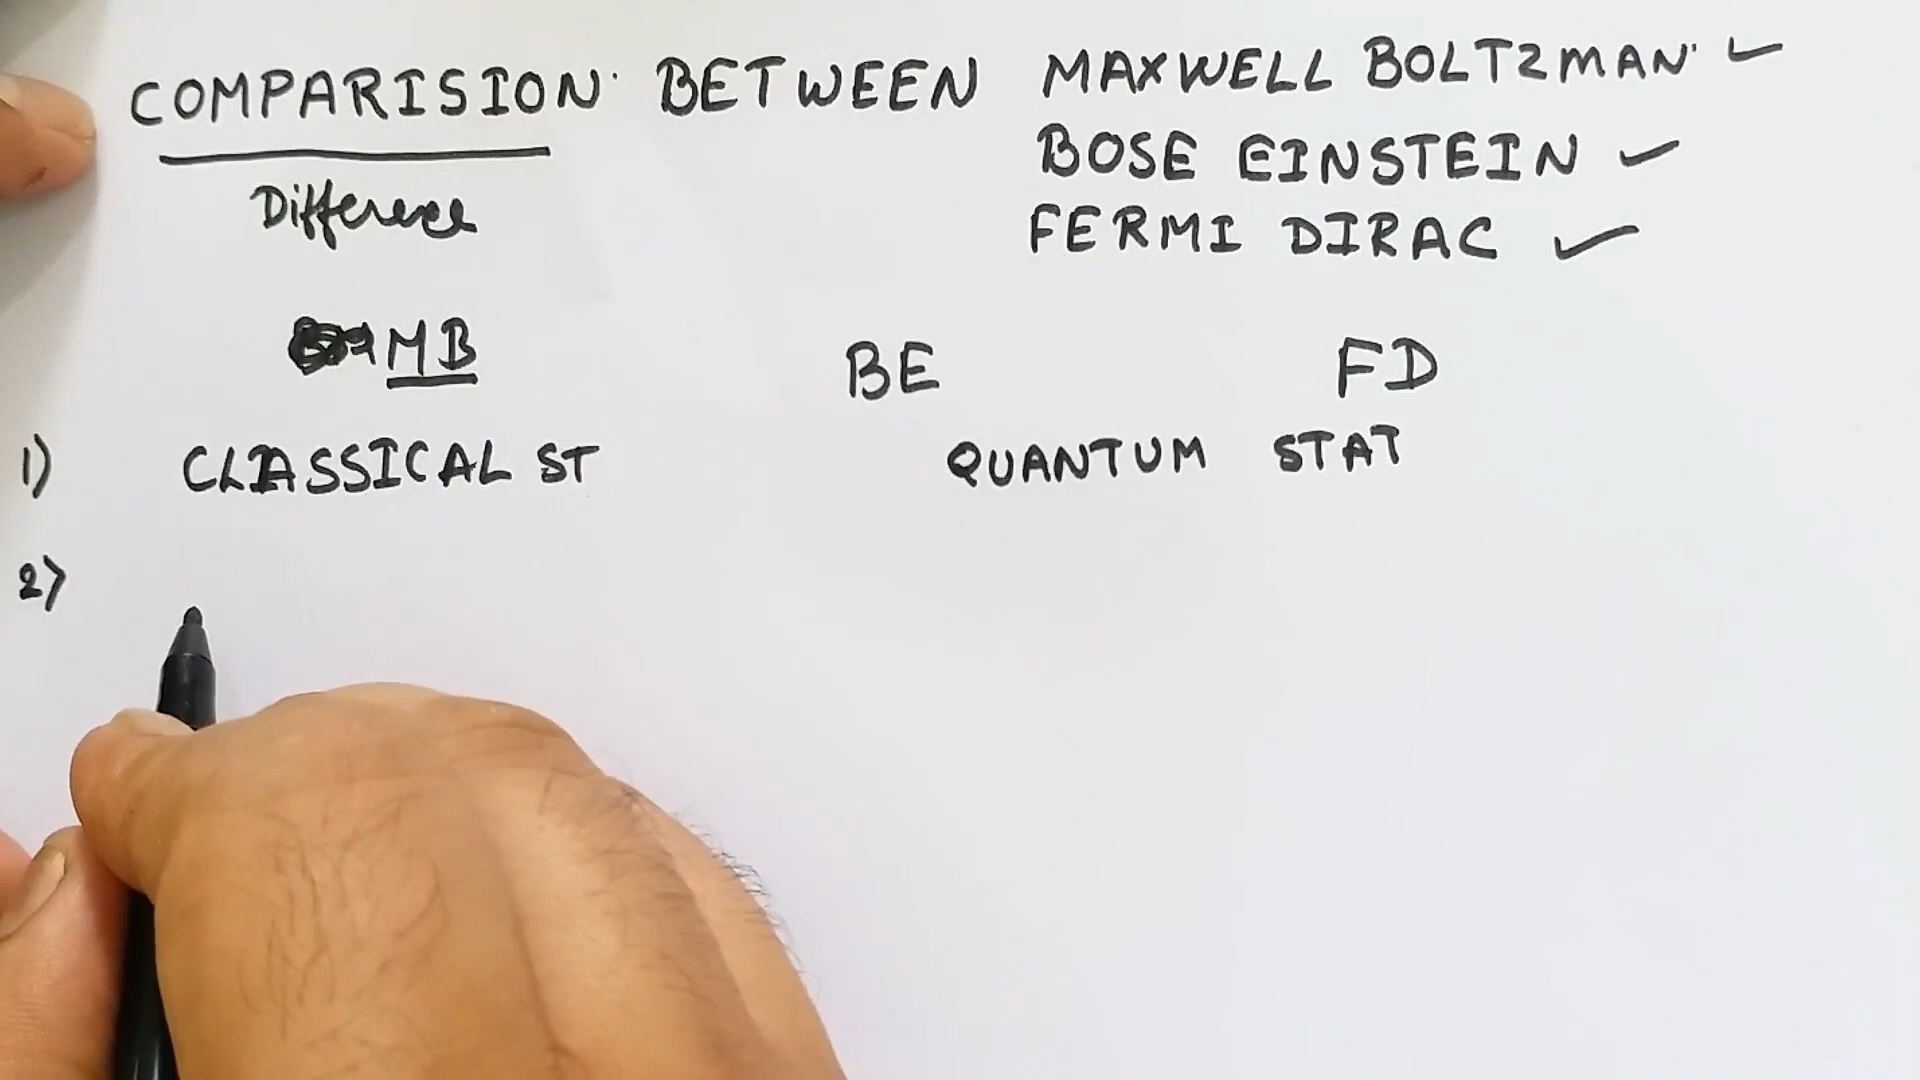 COMPARISION BETWEEN MAXWELL BOLTZMAN
BOSE EINSTEIN
FERMI DIRAC
Difference
MB BE FD
1) CLASSICAL ST QUANTUM STAT
2)